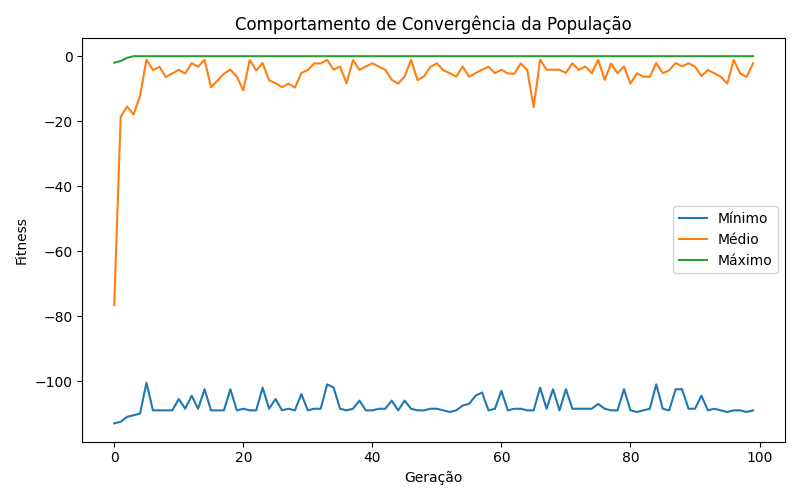 Comportamento de Convergência da População
Fitness
0
−20
−40
−60
−80
−100
Mínimo
Médio
Máximo
0 20 40 60 80 100
Geração